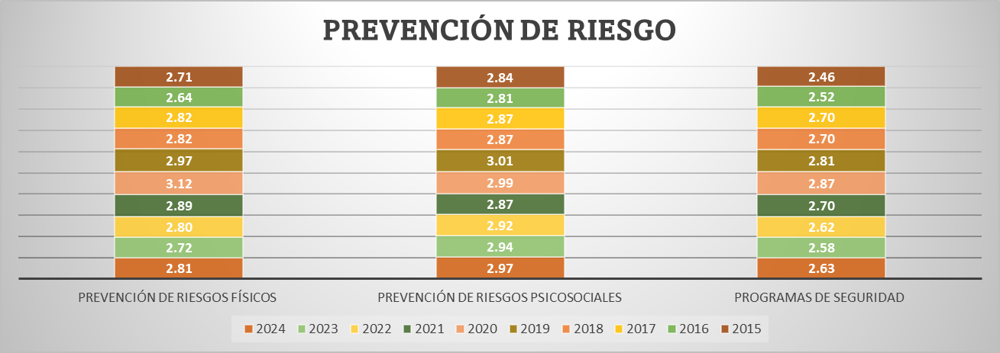 PREVENCIÓN DE RIESGO
2.71 2.84 2.46
2.64 2.81 2.52
2.82 2.87 2.70
2.82 2.87 2.70
2.97 3.01 2.81
3.12 2.99 2.87
2.89 2.87 2.70
2.80 2.92 2.62
2.72 2.94 2.58
2.81 2.97 2.63
PREVENCIÓN DE RIESGOS FÍSICOS PREVENCIÓN DE RIESGOS PSICOSOCIALES PROGRAMAS DE SEGURIDAD
2024 2023 2022 2021 2020 2019 2018 2017 2016 2015